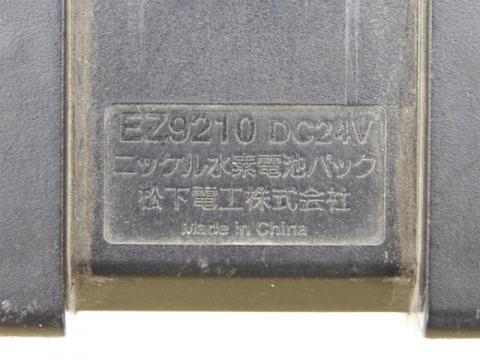 EZ9210 DC24V
ニッケル水素電池パック
松下電工株式会社
Made in China